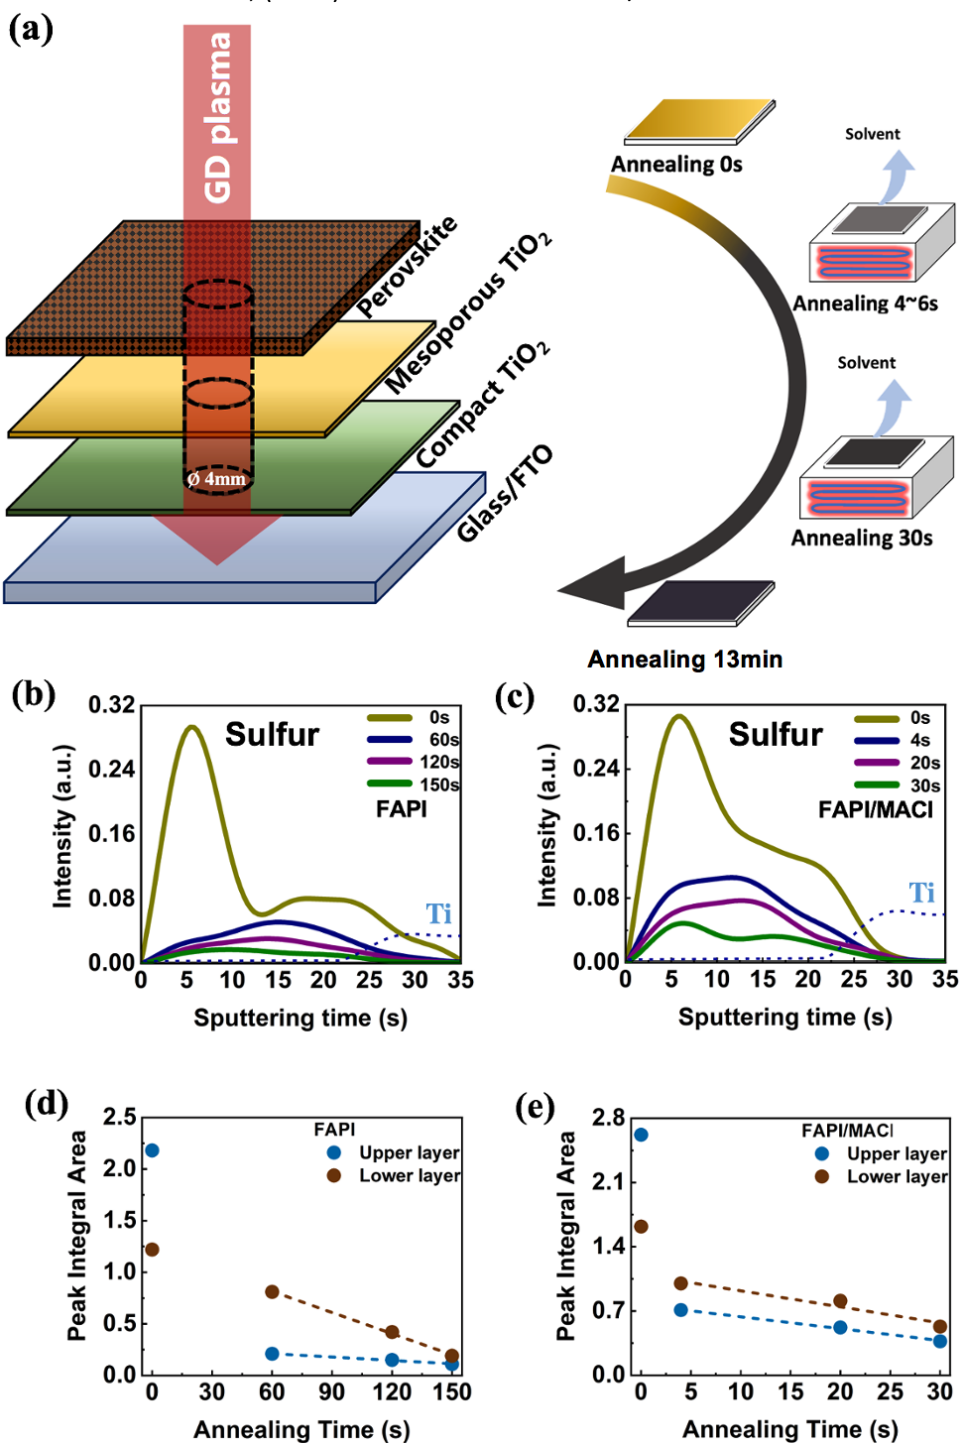 (a)
GD plasma
Perovskite
Mesoporous TiO₂
Compact TiO₂
Glass/FTO
Ø 4mm
Annealing 0s
Solvent
Annealing 4~6s
Solvent
Annealing 30s
Annealing 13min
(b)
Sulfur
0s
60s
120s
150s
FAPI
Ti
Intensity (a.u.)
0.32
0.24
0.16
0.08
0.00
0 5 10 15 20 25 30 35
Sputtering time (s)
(c)
Sulfur
0s
4s
20s
30s
FAPI/MACl
Ti
Intensity (a.u.)
0.32
0.24
0.16
0.08
0.00
0 5 10 15 20 25 30 35
Sputtering time (s)
(d)
FAPI
Upper layer
Lower layer
Peak Integral Area
2.5
2.0
1.5
1.0
0.5
0.0
0 30 60 90 120 150
Annealing Time (s)
(e)
FAPI/MACl
Upper layer
Lower layer
Peak Integral Area
2.8
2.1
1.4
0.7
0.0
0 5 10 15 20 25 30
Annealing Time (s)